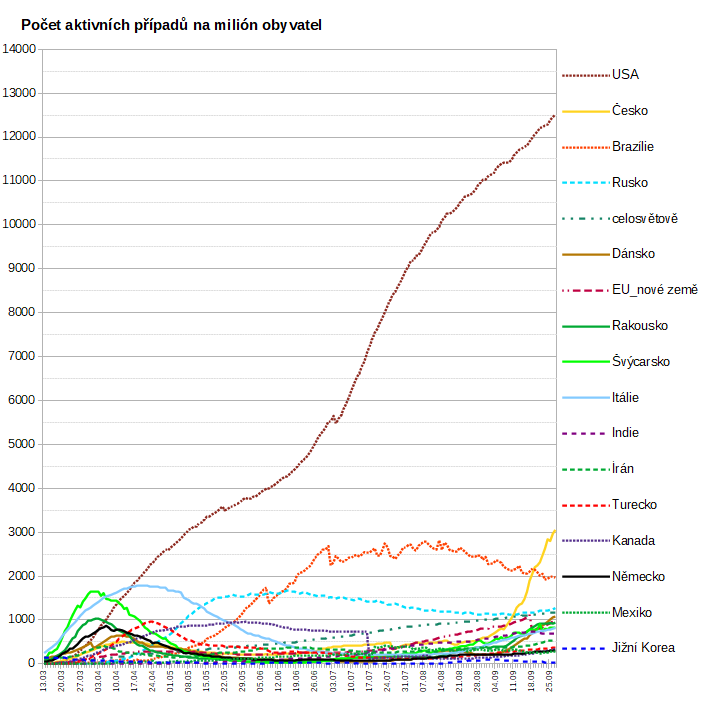 Počet aktivních případů na milión obyvatel
14000
13000
12000
11000
10000
9000
8000
7000
6000
5000
4000
3000
2000
1000
0
USA
Česko
Brazílie
Rusko
celosvětově
Dánsko
EU_nové země
Rakousko
Švýcarsko
Itálie
Indie
Írán
Turecko
Kanada
Německo
Mexiko
Jižní Korea
13.03
20.03
27.03
03.04
10.04
17.04
24.04
01.05
08.05
15.05
22.05
29.05
05.06
12.06
19.06
26.06
03.07
10.07
17.07
24.07
31.07
07.08
14.08
21.08
28.08
04.09
11.09
18.09
25.09